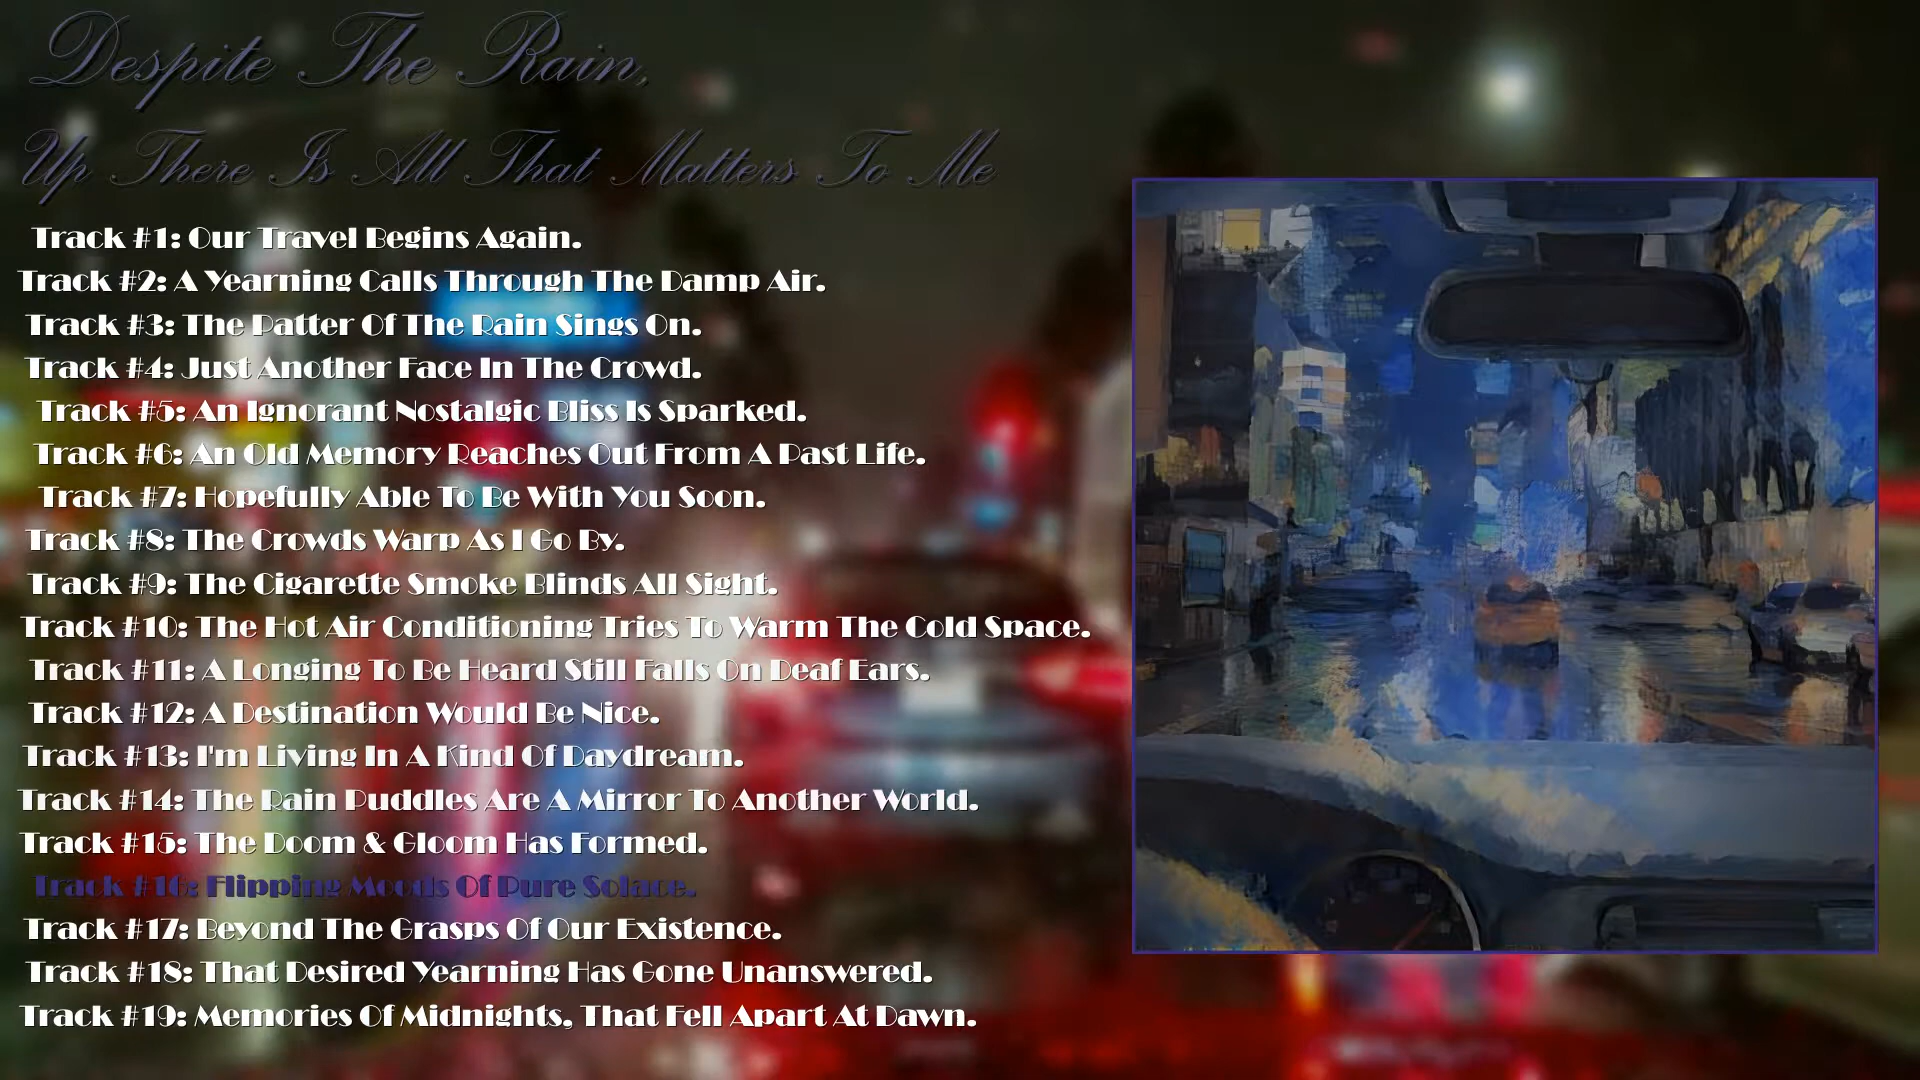 Despite The Rain,
Up There Is All That Matters To Me
Track #1: Our Travel Begins Again.
Track #2: A Yearning Calls Through The Damp Air.
Track #3: The Patter Of The Rain Sings On.
Track #4: Just Another Face In The Crowd.
Track #5: An Ignorant Nostalgic Bliss Is Sparked.
Track #6: An Old Memory Reaches Out From A Past Life.
Track #7: Hopefully Able To Be With You Soon.
Track #8: The Crowds Warp As I Go By.
Track #9: The Cigarette Smoke Blinds All Sight.
Track #10: The Hot Air Conditioning Tries To Warm The Cold Space.
Track #11: A Longing To Be Heard Still Falls On Deaf Ears.
Track #12: A Destination Would Be Nice.
Track #13: I'm Living In A Kind Of Daydream.
Track #14: The Rain Puddles Are A Mirror To Another World.
Track #15: The Doom & Gloom Has Formed.
Track #16: Flipping Moods Of Pure Solace.
Track #17: Beyond The Grasps Of Our Existence.
Track #18: That Desired Yearning Has Gone Unanswered.
Track #19: Memories Of Midnights, That Fell Apart At Dawn.